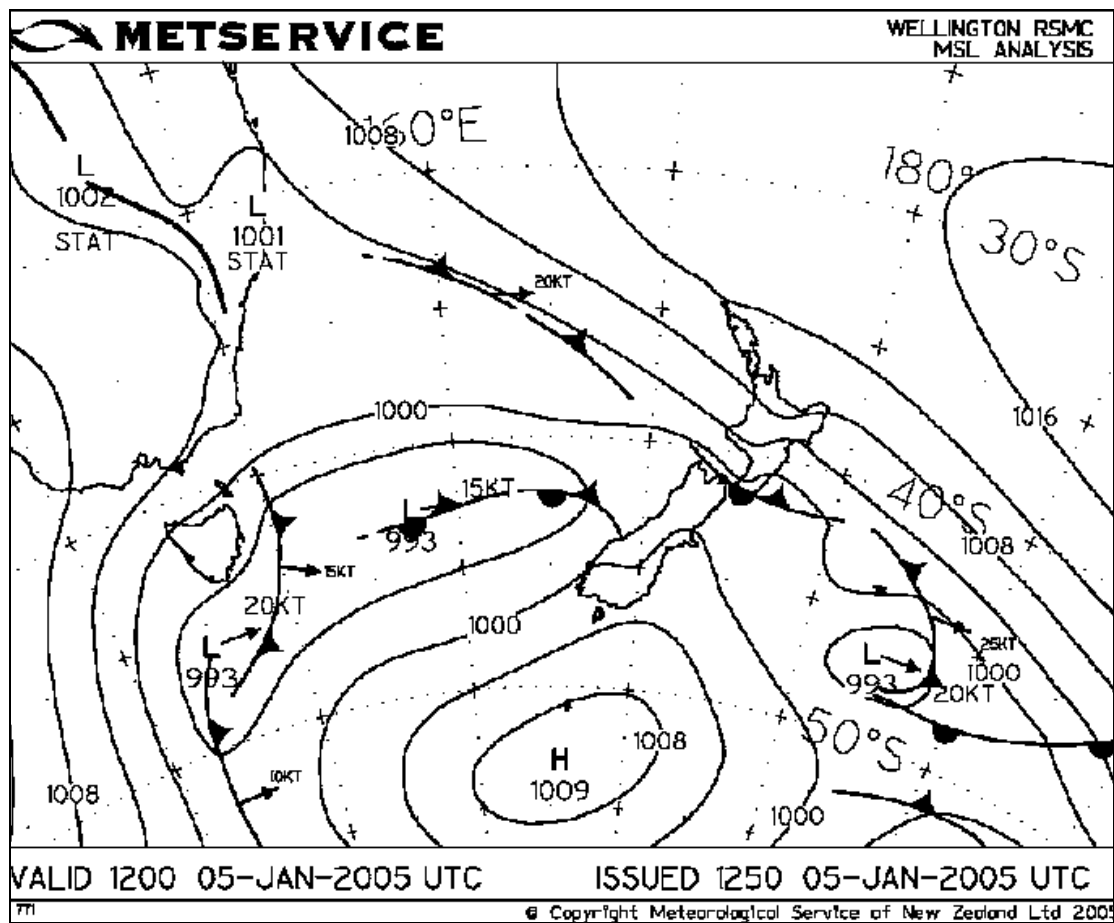 METSERVICE
WELLINGTON RSMC
MSL ANALYSIS
160°E
1008
180°
30°S
L
1002
STAT
L
1001
STAT
20KT
1016
1000
40°S
1008
L
993
15KT
15KT
20KT
L
993
1000
L
993
25KT
1000
20KT
50°S
H
1009
1008
10KT
1008
1000
VALID 1200 05-JAN-2005 UTC
ISSUED 1250 05-JAN-2005 UTC
© Copyright Meteorological Service of New Zealand Ltd 2005